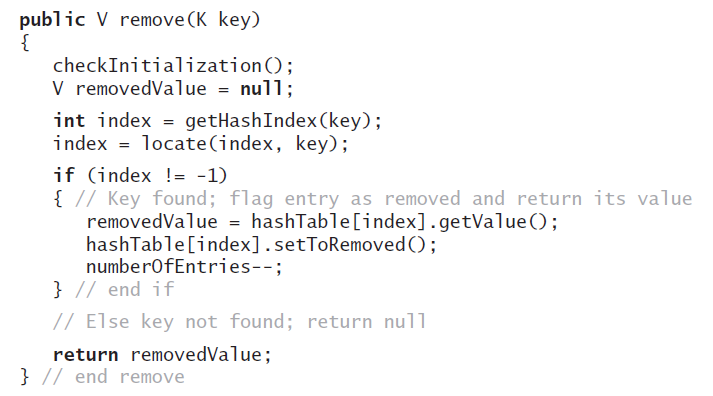 public V remove(K key)
{
   checkInitialization();
   V removedValue = null;
   int index = getHashIndex(key);
   index = locate(index, key);
   if (index != -1)
   { // Key found; flag entry as removed and return its value
      removedValue = hashTable[index].getValue();
      hashTable[index].setToRemoved();
      numberOfEntries--;
   } // end if
   // Else key not found; return null
   return removedValue;
} // end remove